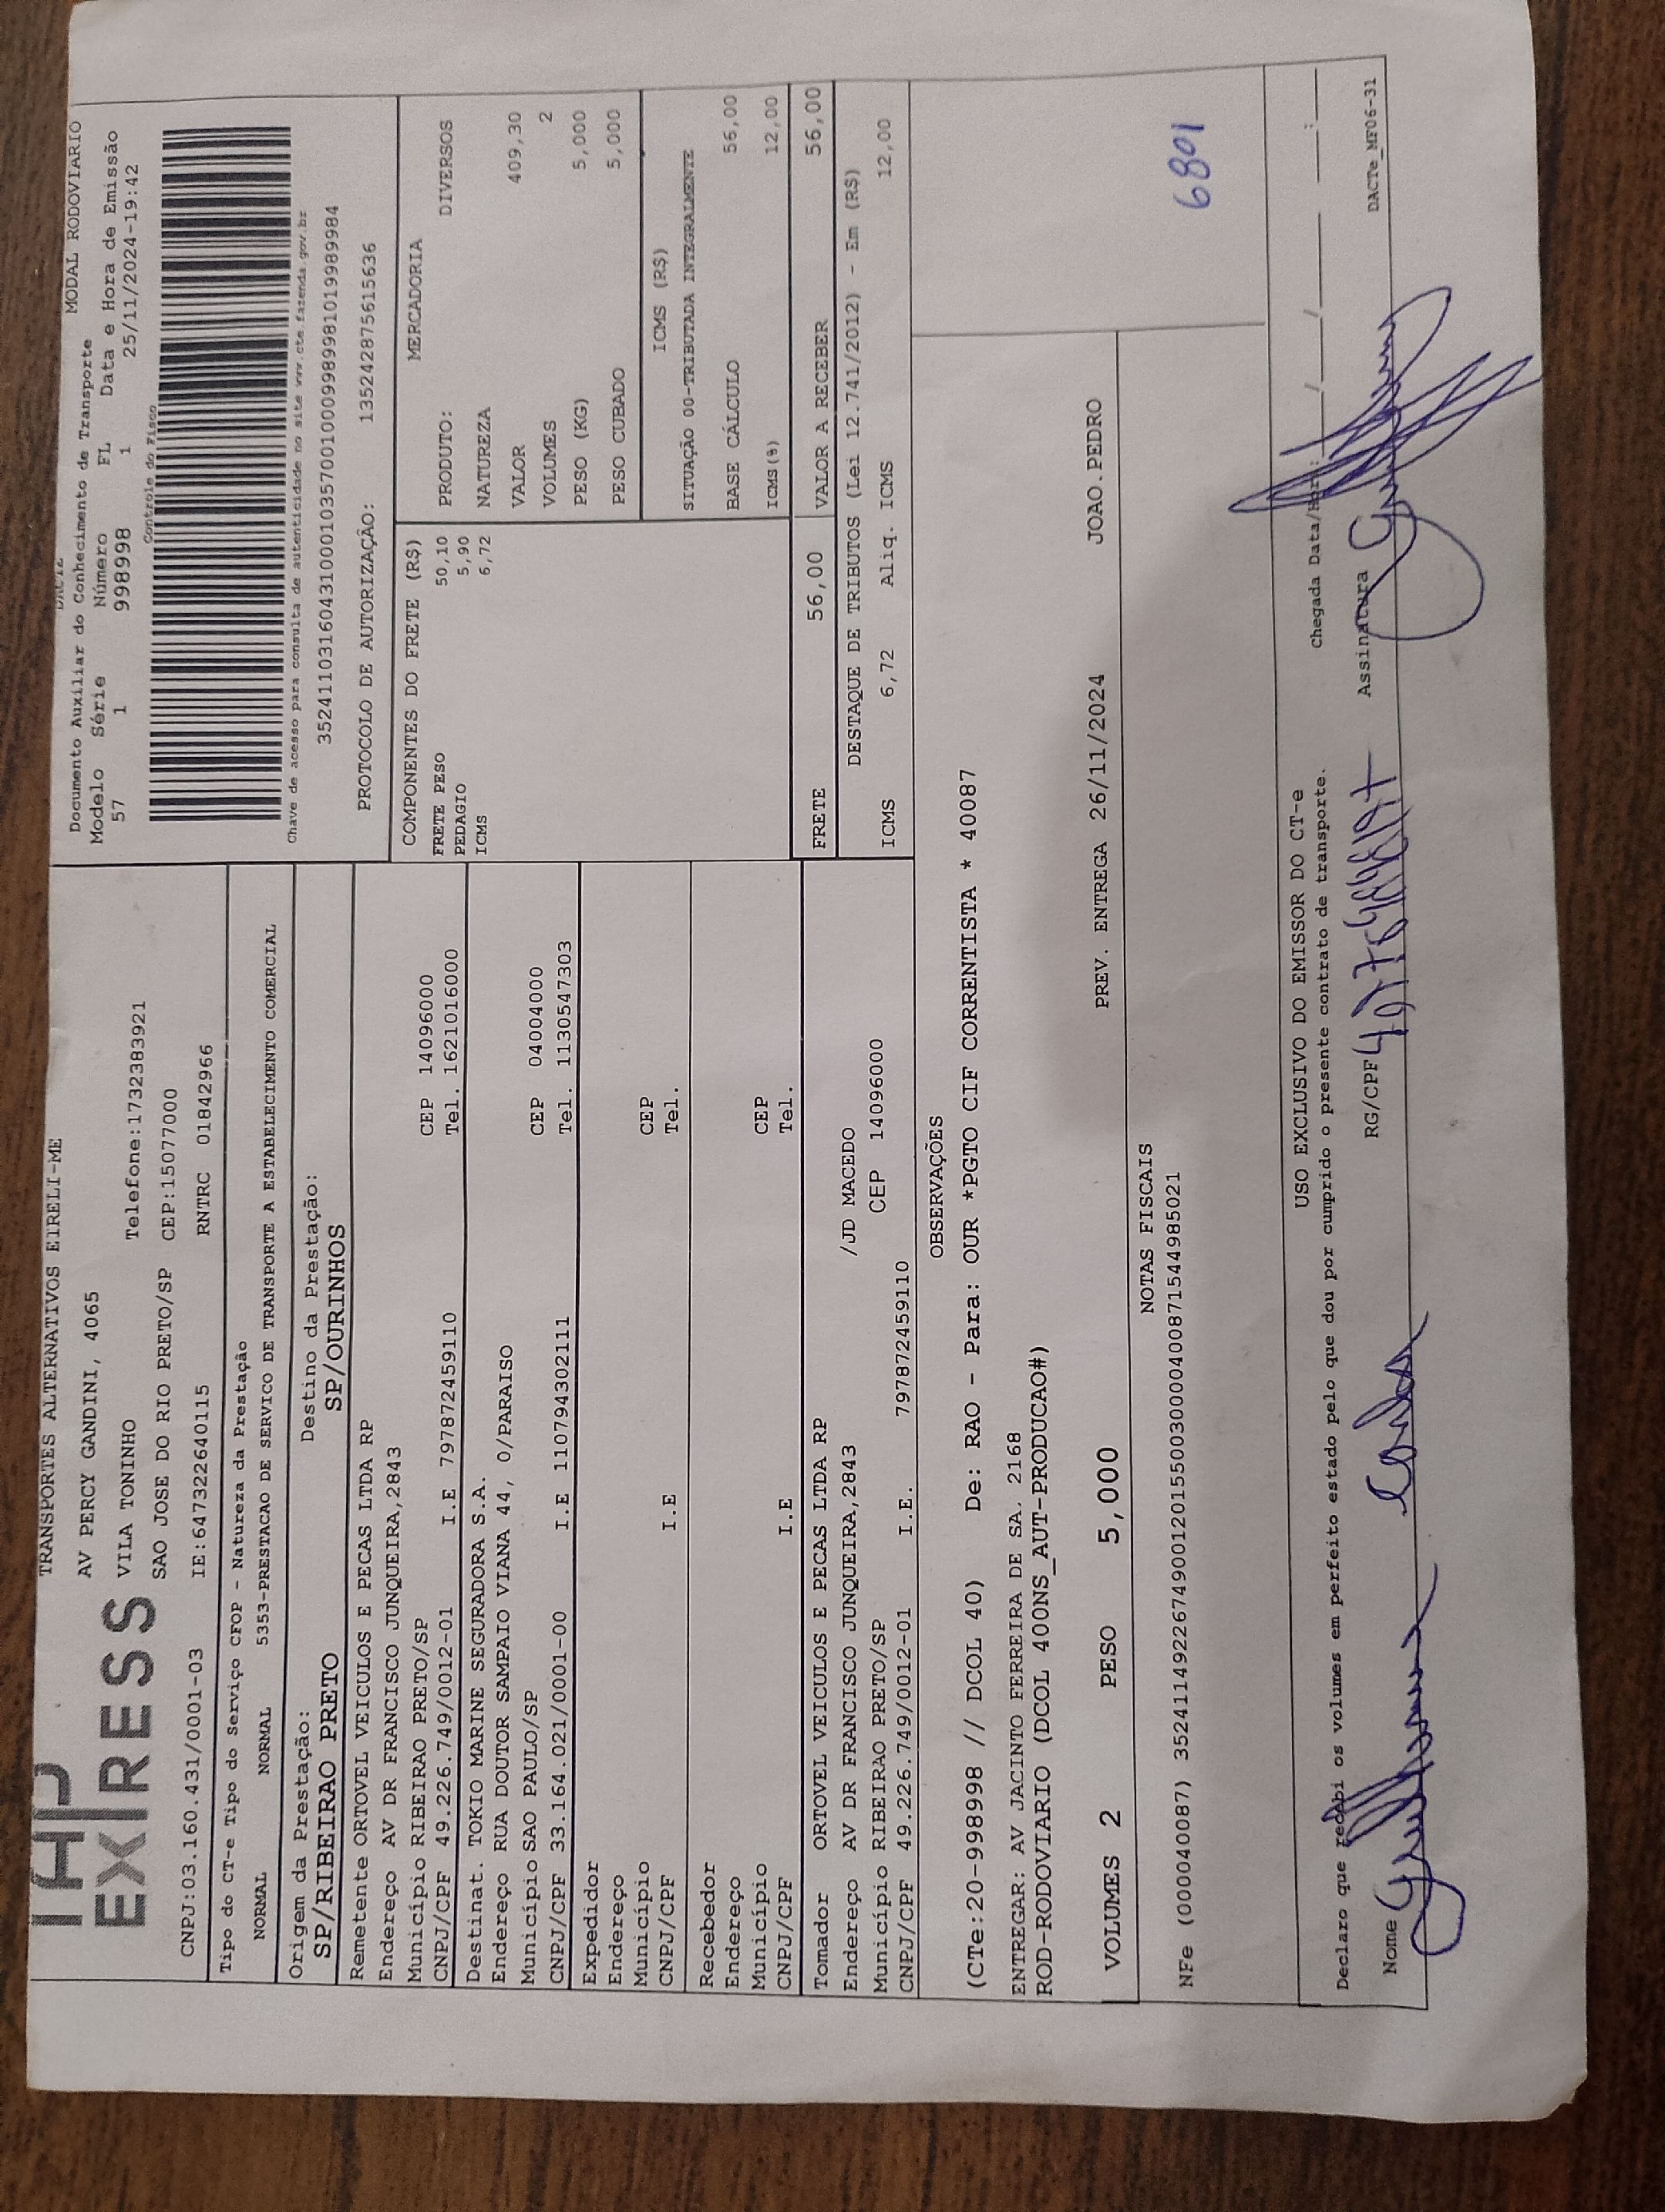 TAP
EXPRESS
TRANSPORTES ALTERNATIVOS EIRELI-ME
AV PERCY GANDINI, 4065
VILA TONINHO Telefone:1732383921
SAO JOSE DO RIO PRETO/SP CEP:15077000
CNPJ:03.160.431/0001-03 IE:647322640115 RNTRC 01842966
DACTE MODAL RODOVIARIO
Documento Auxiliar do Conhecimento de Transporte
Modelo Série Número FL Data e Hora de Emissão
57 1 998998 1 25/11/2024-19:42
Controle do Fisco
Chave de acesso para consulta de autenticidade no site www.cte.fazenda.gov.br
35241103160431000103570010009989981019989984
PROTOCOLO DE AUTORIZAÇÃO: 135242875615636
Tipo do CT-e Tipo do Serviço CFOP - Natureza da Prestação
NORMAL NORMAL 5353-PRESTACAO DE SERVICO DE TRANSPORTE A ESTABELECIMENTO COMERCIAL
Origem da Prestação: Destino da Prestação:
SP/RIBEIRAO PRETO SP/OURINHOS
Remetente ORTOVEL VEICULOS E PECAS LTDA RP
Endereço AV DR FRANCISCO JUNQUEIRA,2843
Município RIBEIRAO PRETO/SP CEP 14096000
CNPJ/CPF 49.226.749/0012-01 I.E 797872459110 Tel. 1621016000
Destinat. TOKIO MARINE SEGURADORA S.A.
Endereço RUA DOUTOR SAMPAIO VIANA 44, 0/PARAISO
Município SAO PAULO/SP CEP 04004000
CNPJ/CPF 33.164.021/0001-00 I.E 110794302111 Tel. 1130547303
Expedidor
Endereço
Município CEP
CNPJ/CPF I.E Tel.
Recebedor
Endereço
Município CEP
CNPJ/CPF I.E Tel.
Tomador ORTOVEL VEICULOS E PECAS LTDA RP
Endereço AV DR FRANCISCO JUNQUEIRA,2843 /JD MACEDO
Município RIBEIRAO PRETO/SP CEP 14096000
CNPJ/CPF 49.226.749/0012-01 I.E. 797872459110
COMPONENTES DO FRETE (R$)
FRETE PESO 50,10
PEDAGIO 5,90
ICMS 6,72
MERCADORIA
PRODUTO: DIVERSOS
NATUREZA
VALOR 409,30
VOLUMES 2
PESO (KG) 5,000
PESO CUBADO 5,000
ICMS (R$)
SITUAÇÃO 00-TRIBUTADA INTEGRALMENTE
BASE CÁLCULO 56,00
ICMS(%) 12,00
FRETE 56,00 VALOR A RECEBER 56,00
DESTAQUE DE TRIBUTOS (Lei 12.741/2012) - Em (R$)
ICMS 6,72 Aliq. ICMS 12,00
OBSERVAÇÕES
(CTe:20-998998 // DCOL 40) De: RAO - Para: OUR *PGTO CIF CORRENTISTA * 40087
ENTREGAR: AV JACINTO FERREIRA DE SA. 2168
ROD-RODOVIARIO (DCOL 400NS_AUT-PRODUCAO#)
VOLUMES 2 PESO 5,000 PREV. ENTREGA 26/11/2024 JOAO.PEDRO
NOTAS FISCAIS
NFe (000040087) 35241149226749001201550030000400871544985021
6801
USO EXCLUSIVO DO EMISSOR DO CT-e
Chegada Data/Hora: __/__/__ __:__
Declaro que recebi os volumes em perfeito estado pelo que dou por cumprido o presente contrato de transporte.
Nome RG/CPF Assinatura
DACTe_MF06-31